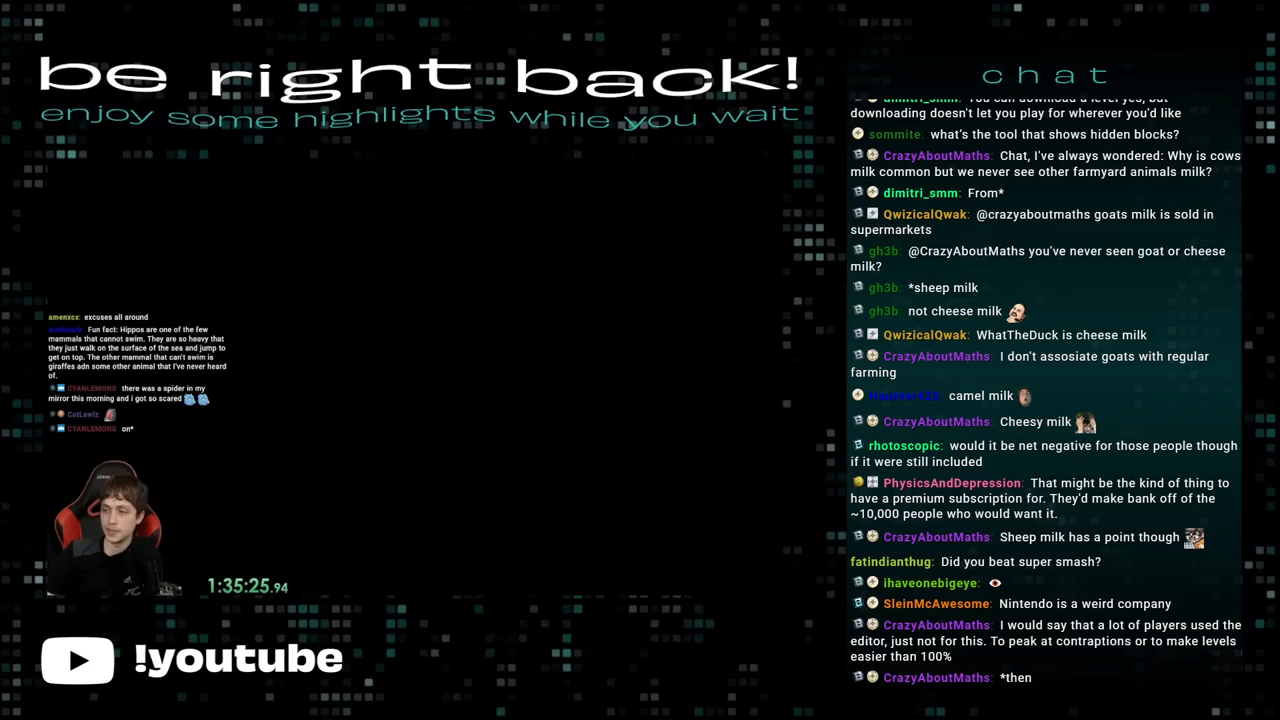 be right back!
enjoy some highlights while you wait
amenxcx: excuses all around
Fun fact: Hippos are one of the few
mammals that cannot swim. They are so heavy that
they just walk on the surface of the sea and jump to
get on top. The other mammal that can't swim is
giraffes adn some other animal that I've never heard
of.
CYANLEMONS: there was a spider in my
mirror this morning and i got so scared
CatLawlz:
CYANLEMONS: on*
1:35:25.94
!youtube
chat
dimitri_smm: You can download a level yes, but
downloading doesn't let you play for wherever you'd like
sommite: what's the tool that shows hidden blocks?
CrazyAboutMaths: Chat, I've always wondered: Why is cows
milk common but we never see other farmyard animals milk?
dimitri_smm: From*
QwizicalQwak: @crazyaboutmaths goats milk is sold in
supermarkets
gh3b: @CrazyAboutMaths you've never seen goat or cheese
milk?
gh3b: *sheep milk
gh3b: not cheese milk
QwizicalQwak: WhatTheDuck is cheese milk
CrazyAboutMaths: I don't assosiate goats with regular
farming
camel milk
CrazyAboutMaths: Cheesy milk
rhotoscopic: would it be net negative for those people though
if it were still included
PhysicsAndDepression: That might be the kind of thing to
have a premium subscription for. They'd make bank off of the
~10,000 people who would want it.
CrazyAboutMaths: Sheep milk has a point though
fatindianthug: Did you beat super smash?
ihaveonebigeye:
SleinMcAwesome: Nintendo is a weird company
CrazyAboutMaths: I would say that a lot of players used the
editor, just not for this. To peak at contraptions or to make levels
easier than 100%
CrazyAboutMaths: *then